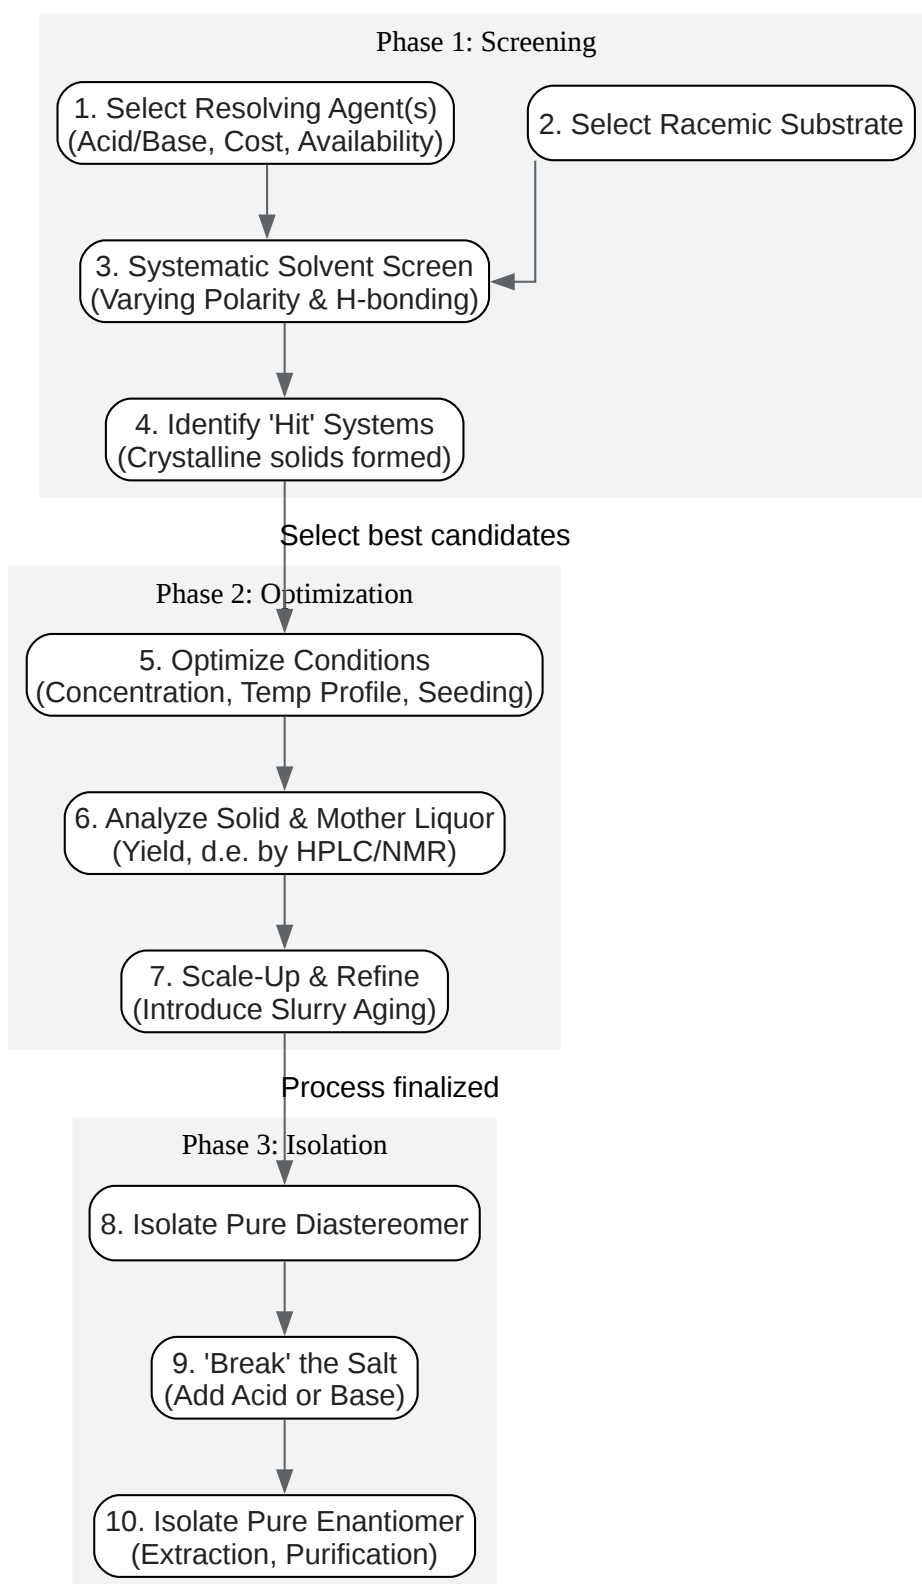 Phase 1: Screening
1. Select Resolving Agent(s)
(Acid/Base, Cost, Availability)
2. Select Racemic Substrate
3. Systematic Solvent Screen
(Varying Polarity & H-bonding)
4. Identify 'Hit' Systems
(Crystalline solids formed)
Select best candidates
Phase 2: Optimization
5. Optimize Conditions
(Concentration, Temp Profile, Seeding)
6. Analyze Solid & Mother Liquor
(Yield, d.e. by HPLC/NMR)
7. Scale-Up & Refine
(Introduce Slurry Aging)
Process finalized
Phase 3: Isolation
8. Isolate Pure Diastereomer
9. 'Break' the Salt
(Add Acid or Base)
10. Isolate Pure Enantiomer
(Extraction, Purification)